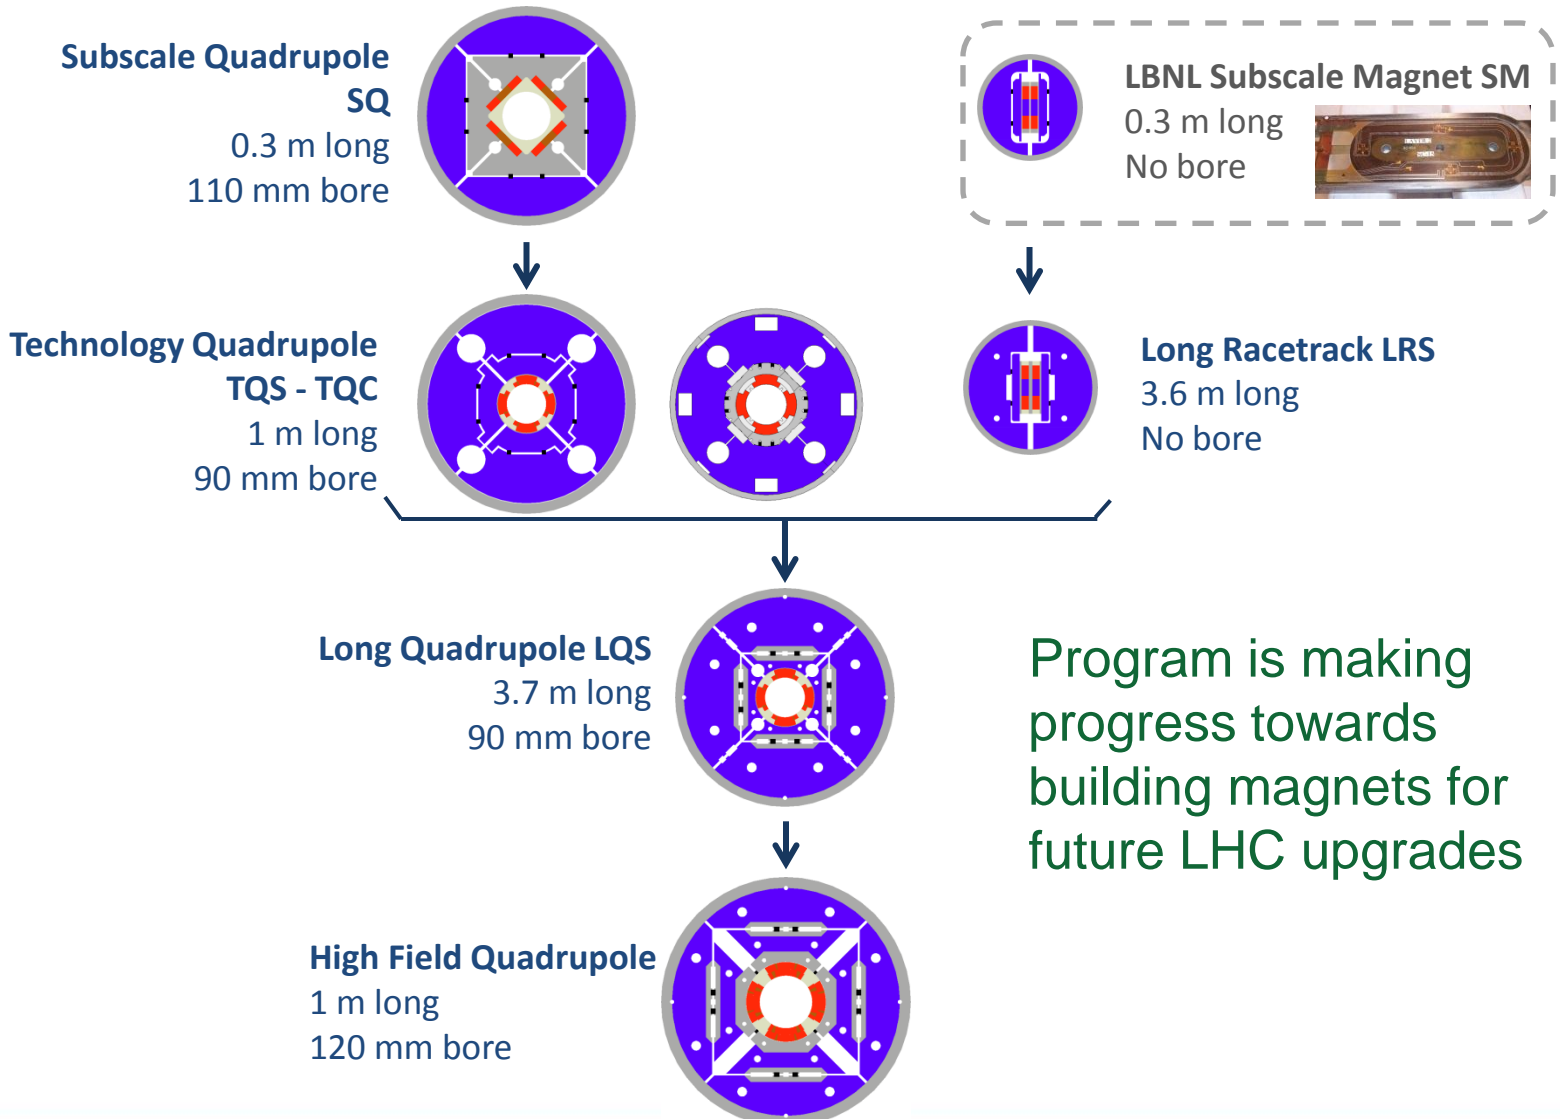 Subscale Quadrupole
SQ
0.3 m long
110 mm bore
LBNL Subscale Magnet SM
0.3 m long
No bore
Technology Quadrupole
TQS - TQC
1 m long
90 mm bore
Long Racetrack LRS
3.6 m long
No bore
Long Quadrupole LQS
3.7 m long
90 mm bore
Program is making
progress towards
building magnets for
future LHC upgrades
High Field Quadrupole
1 m long
120 mm bore